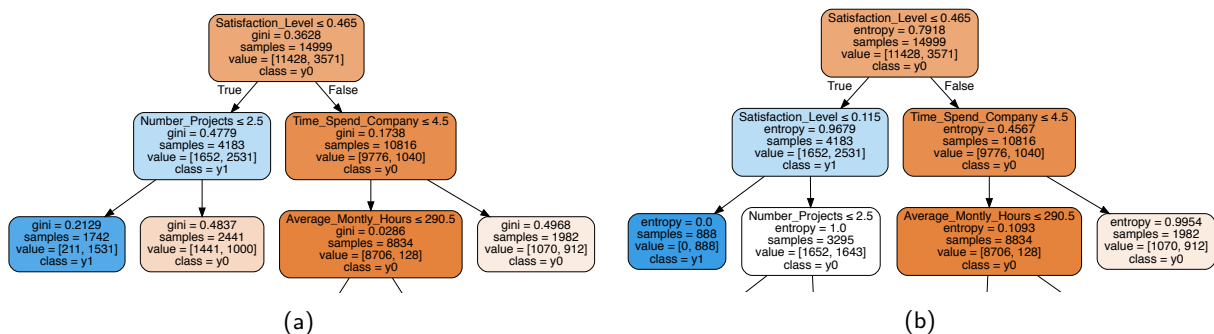 Satisfaction_Level ≤ 0.465
gini = 0.3628
samples = 14999
value = [11428, 3571]
class = y0
True
False
Number_Projects ≤ 2.5
gini = 0.4779
samples = 4183
value = [1652, 2531]
class = y1
Time_Spend_Company ≤ 4.5
gini = 0.1738
samples = 10816
value = [9776, 1040]
class = y0
gini = 0.2129
samples = 1742
value = [211, 1531]
class = y1
gini = 0.4837
samples = 2441
value = [1441, 1000]
class = y0
Average_Montly_Hours ≤ 290.5
gini = 0.0286
samples = 8834
value = [8706, 128]
class = y0
gini = 0.4968
samples = 1982
value = [1070, 912]
class = y0
(a)
Satisfaction_Level ≤ 0.465
entropy = 0.7918
samples = 14999
value = [11428, 3571]
class = y0
True
False
Satisfaction_Level ≤ 0.115
entropy = 0.9679
samples = 4183
value = [1652, 2531]
class = y1
Time_Spend_Company ≤ 4.5
entropy = 0.4567
samples = 10816
value = [9776, 1040]
class = y0
entropy = 0.0
samples = 888
value = [0, 888]
class = y1
Number_Projects ≤ 2.5
entropy = 1.0
samples = 3295
value = [1652, 1643]
class = y0
Average_Montly_Hours ≤ 290.5
entropy = 0.1093
samples = 8834
value = [8706, 128]
class = y0
entropy = 0.9954
samples = 1982
value = [1070, 912]
class = y0
(b)